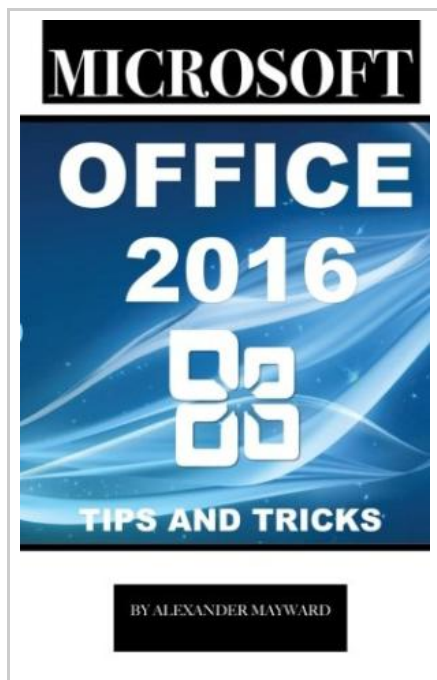 MICROSOFT
OFFICE
2016
TIPS AND TRICKS
BY ALEXANDER MAYWARD